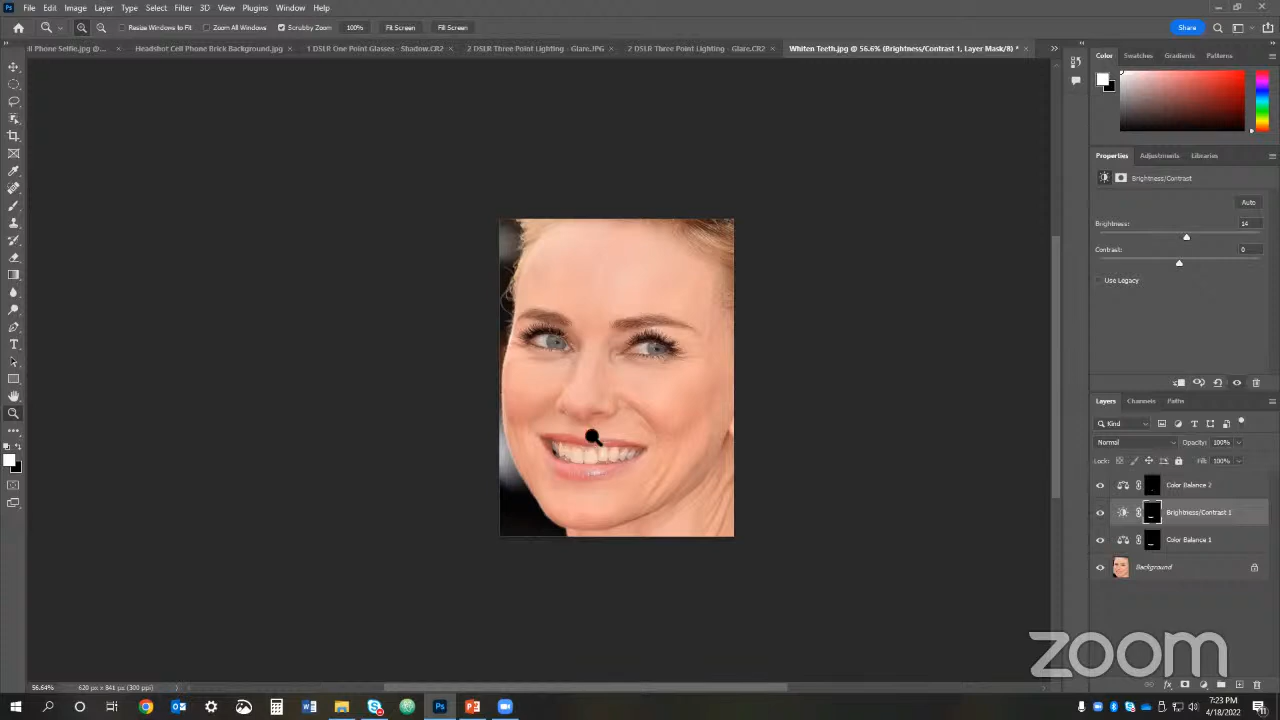 File Edit Image Layer Type Select Filter 3D View Plugins Window Help
Resize Windows to Fit Zoom All Windows Scrubby Zoom 100% Fit Screen Fill Screen Share
ll Phone Selfie.jpg @... × Headshot Cell Phone Brick Background.jpg × 1 DSLR One Point Glasses - Shadow.CR2 × 2 DSLR Three Point Lighting - Glare.JPG × 2 DSLR Three Point Lighting - Glare.CR2 × Whiten Teeth.jpg @ 56.6% (Brightness/Contrast 1, Layer Mask/8) * ×
Color Swatches Gradients Patterns
Properties Adjustments Libraries
Brightness/Contrast
Auto
Brightness: 14
Contrast: 0
Use Legacy
Layers Channels Paths
Kind
Normal Opacity: 100%
Lock: Fill: 100%
Color Balance 2
Brightness/Contrast 1
Color Balance 1
Background
zoom
56.64% 620 px x 841 px (300 ppi)
7:23 PM
4/18/2022